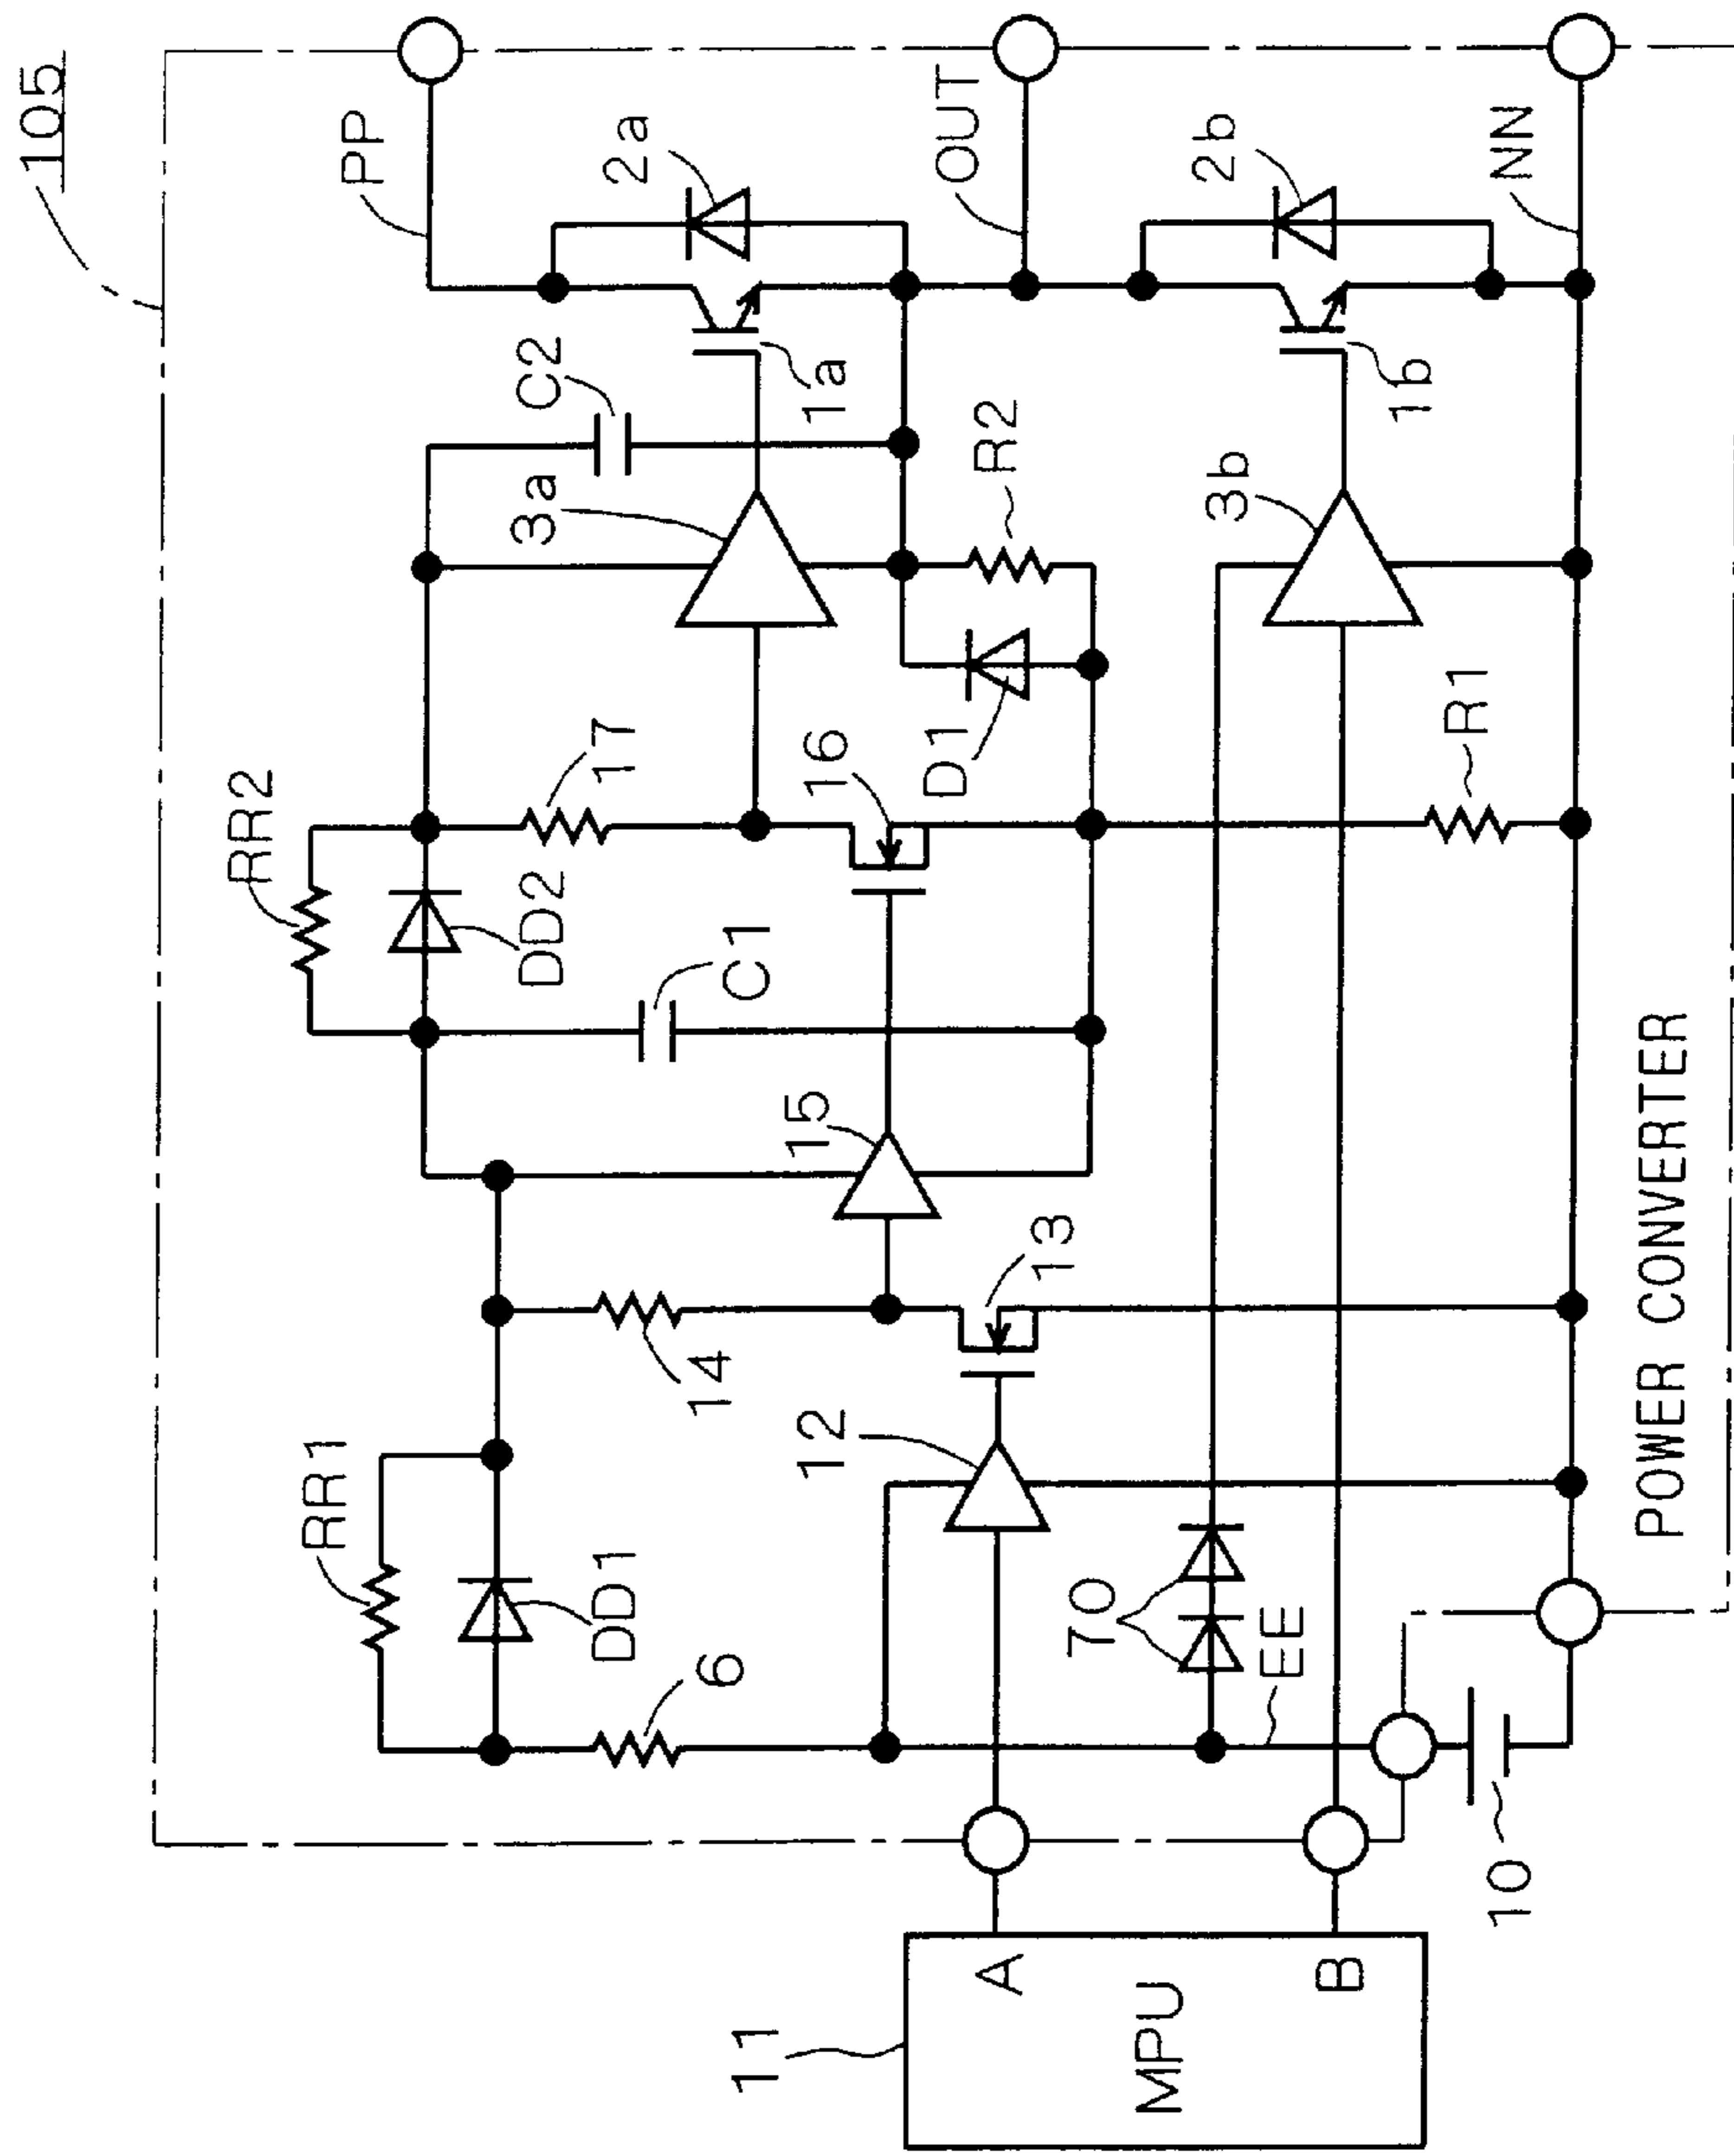 105
PP
2a
C2
3a
1a
OUT
RR2
17
16
R2
2b
DD2
D1
3b
1b
NN
C1
R1
15
RR1
14
13
12
DD1
6
70
EE
POWER CONVERTER
10
11
A
MPU
B